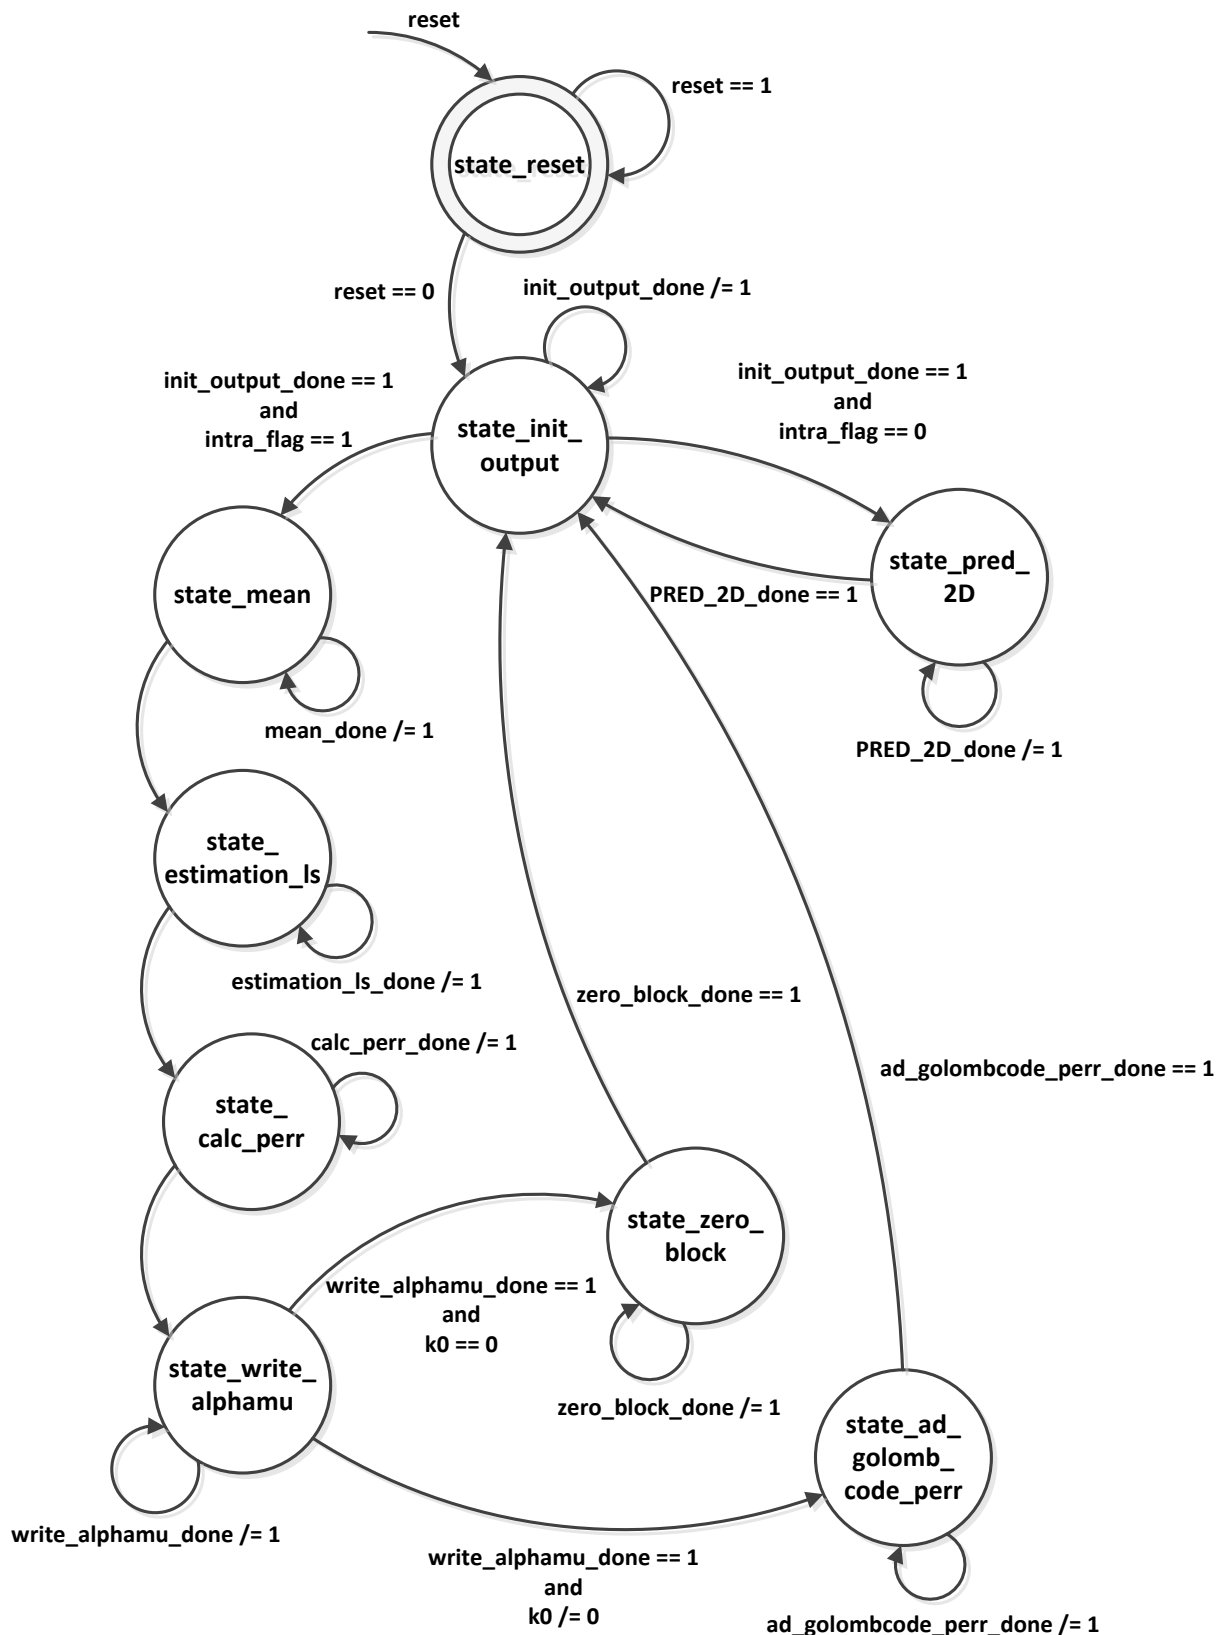 reset
reset == 1
state_reset
reset == 0
init_output_done /= 1
init_output_done == 1
and
intra_flag == 1
state_init_
output
init_output_done == 1
and
intra_flag == 0
state_mean
state_pred_
2D
PRED_2D_done == 1
mean_done /= 1
PRED_2D_done /= 1
state_
estimation_ls
estimation_ls_done /= 1
zero_block_done == 1
calc_perr_done /= 1
ad_golombcode_perr_done == 1
state_
calc_perr
state_zero_
block
write_alphamu_done == 1
and
k0 == 0
state_write_
alphamu
zero_block_done /= 1
state_ad_
golomb_
code_perr
write_alphamu_done /= 1
write_alphamu_done == 1
and
k0 /= 0
ad_golombcode_perr_done /= 1